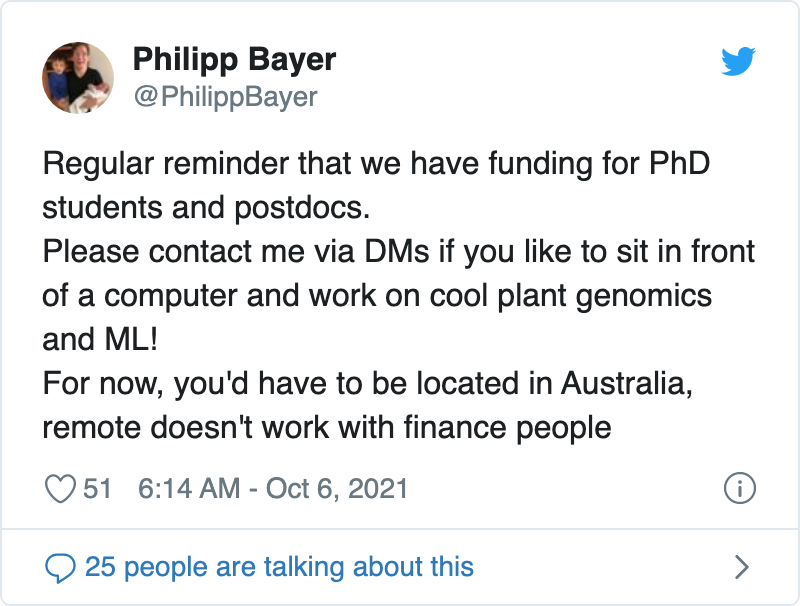 Philipp Bayer
@PhilippBayer
Regular reminder that we have funding for PhD
students and postdocs.
Please contact me via DMs if you like to sit in front
of a computer and work on cool plant genomics
and ML!
For now, you'd have to be located in Australia,
remote doesn't work with finance people
51 6:14 AM - Oct 6, 2021
25 people are talking about this